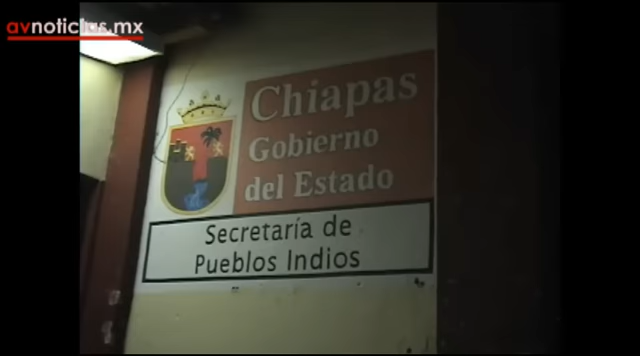 avnoticias.mx
Chiapas
Gobierno
del Estado
Secretaría de
Pueblos Indios